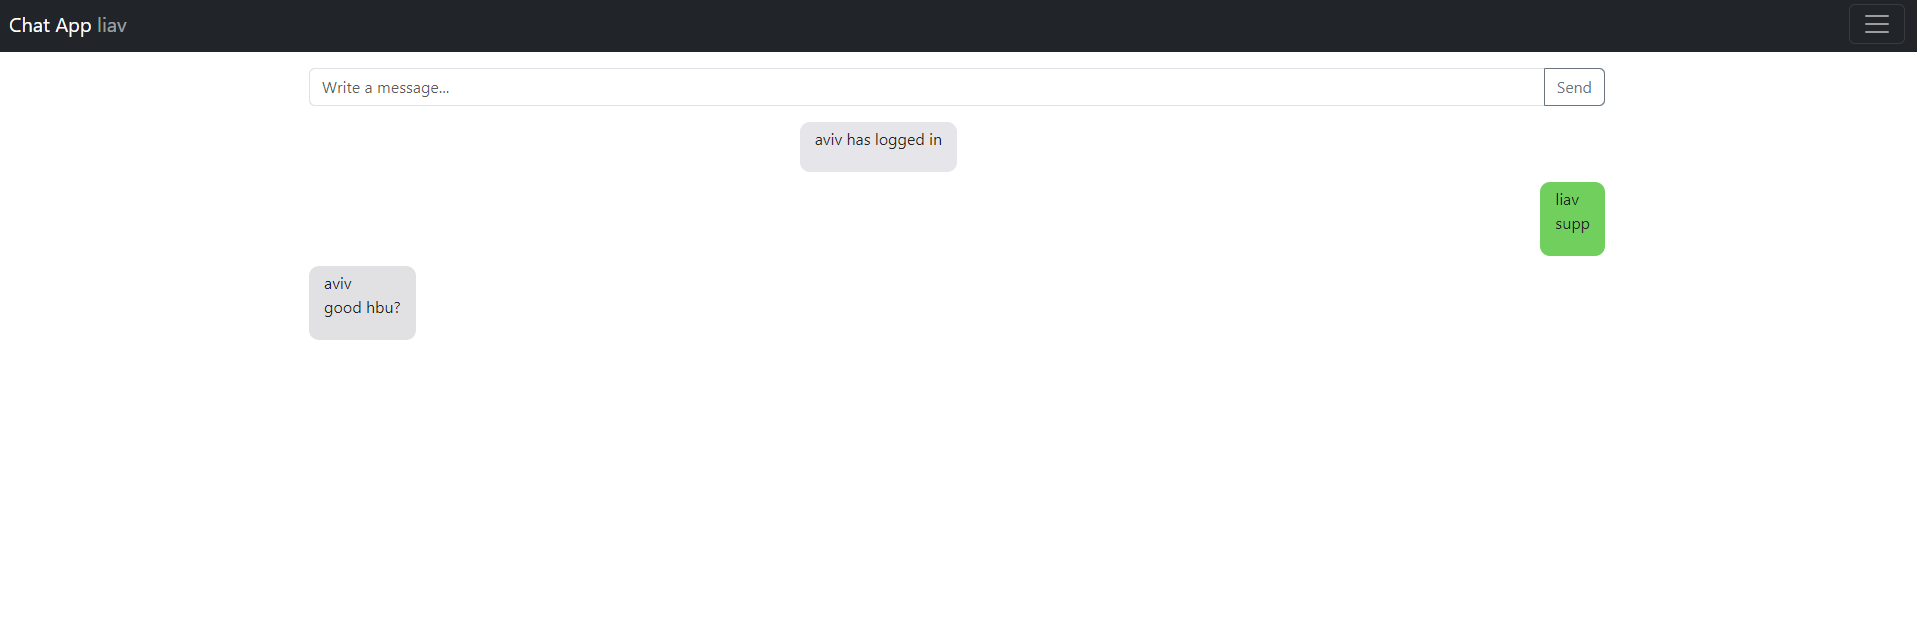 Chat App liav
Write a message...
Send
aviv has logged in
liav
supp
aviv
good hbu?